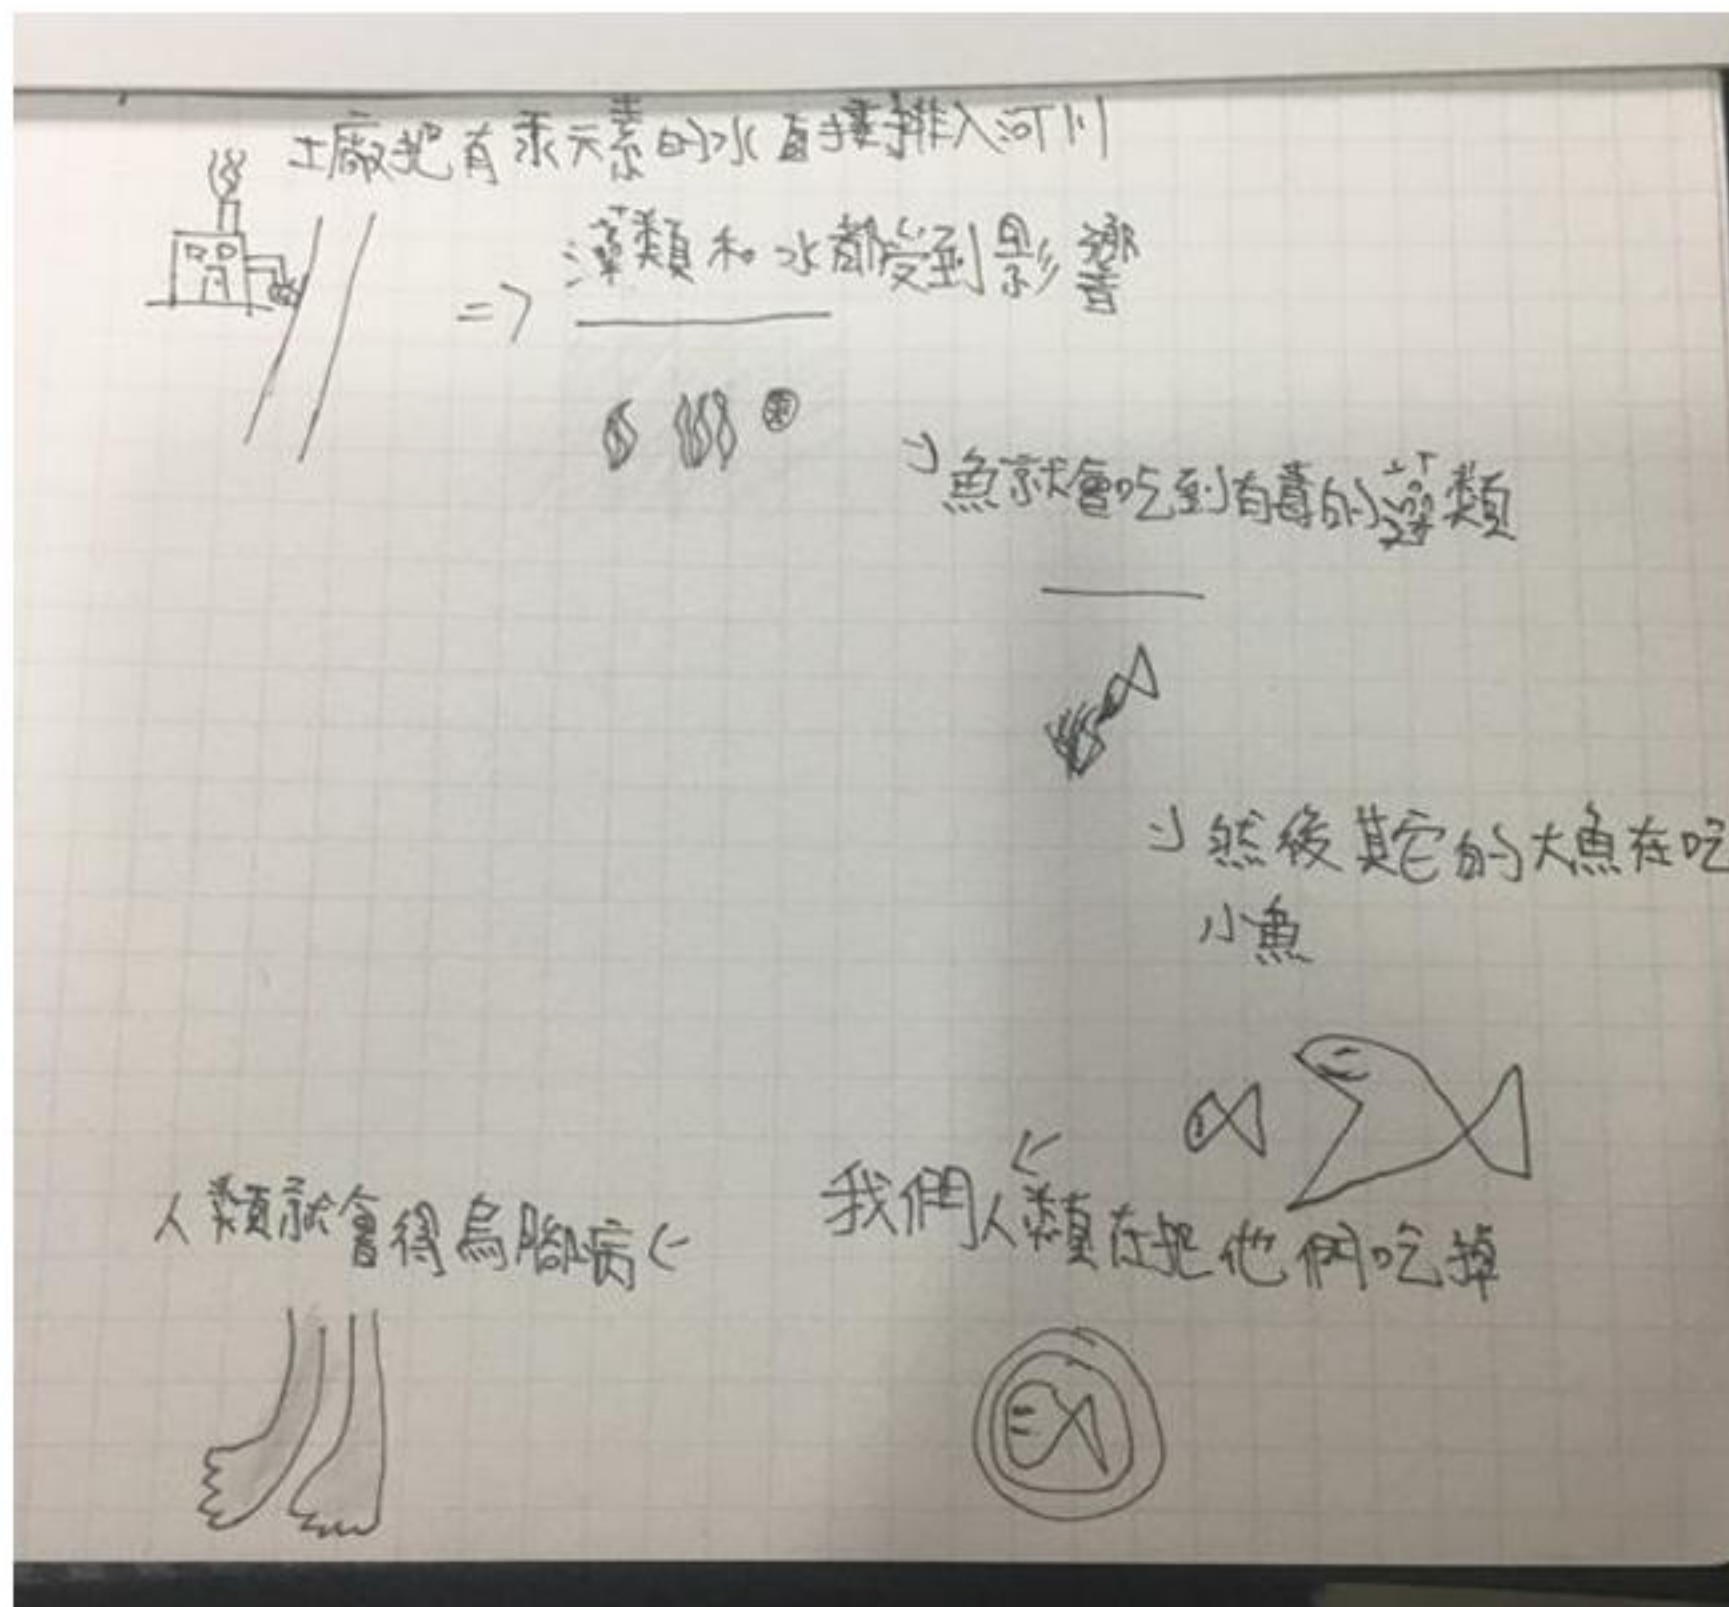 工廠把有汞元素的水直接排入河川
=> 藻類和水都受到影響
汞
魚就會吃到有毒的藻類
然後其它的大魚在吃
小魚
我們人類在把他們吃掉
人類就會得烏腳病